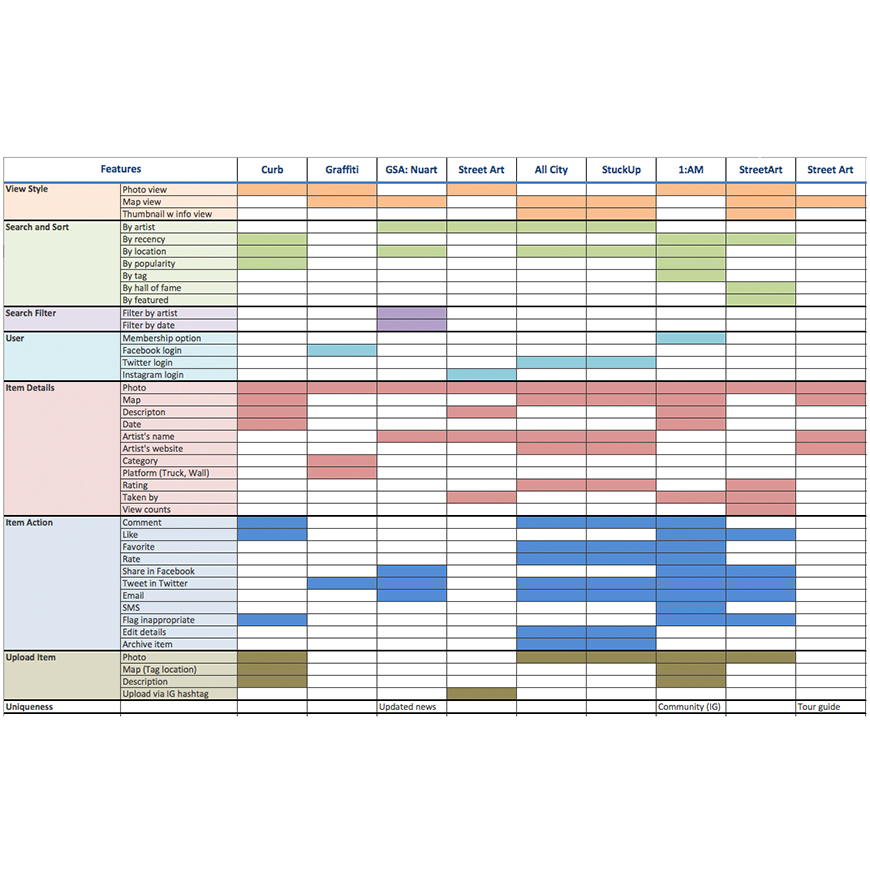 Features Curb Graffiti GSA: Nuart Street Art All City StuckUp 1:AM StreetArt Street Art
View Style Photo view
Map view
Thumbnail w info view
Search and Sort By artist
By recency
By location
By popularity
By tag
By hall of fame
By featured
Search Filter Filter by artist
Filter by date
User Membership option
Facebook login
Twitter login
Instagram login
Item Details Photo
Map
Descripton
Date
Artist's name
Artist's website
Category
Platform (Truck, Wall)
Rating
Taken by
View counts
Item Action Comment
Like
Favorite
Rate
Share in Facebook
Tweet in Twitter
Email
SMS
Flag inappropriate
Edit details
Archive item
Upload Item Photo
Map (Tag location)
Description
Upload via IG hashtag
Uniqueness Updated news Community (IG) Tour guide